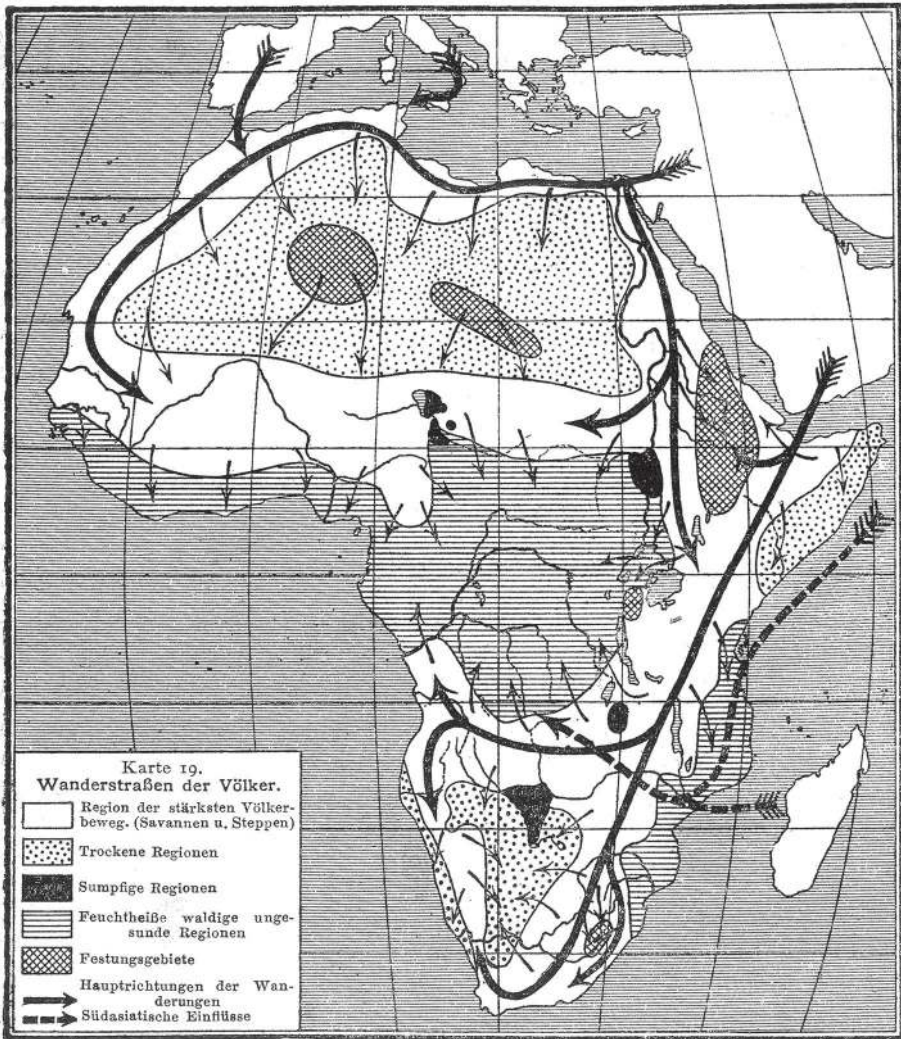 Karte 19.
Wanderstraßen der Völker.
Region der stärksten Völker-
beweg. (Savannen u. Steppen)
Trockene Regionen
Sumpfige Regionen
Feuchtheiße waldige unge-
sunde Regionen
Festungsgebiete
Hauptrichtungen der Wan-
derungen
Südasiatische Einflüsse